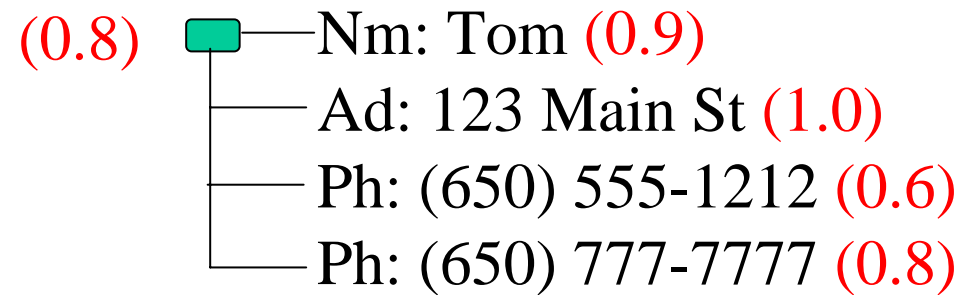 (0.8) Nm: Tom (0.9)
Ad: 123 Main St (1.0)
Ph: (650) 555-1212 (0.6)
Ph: (650) 777-7777 (0.8)